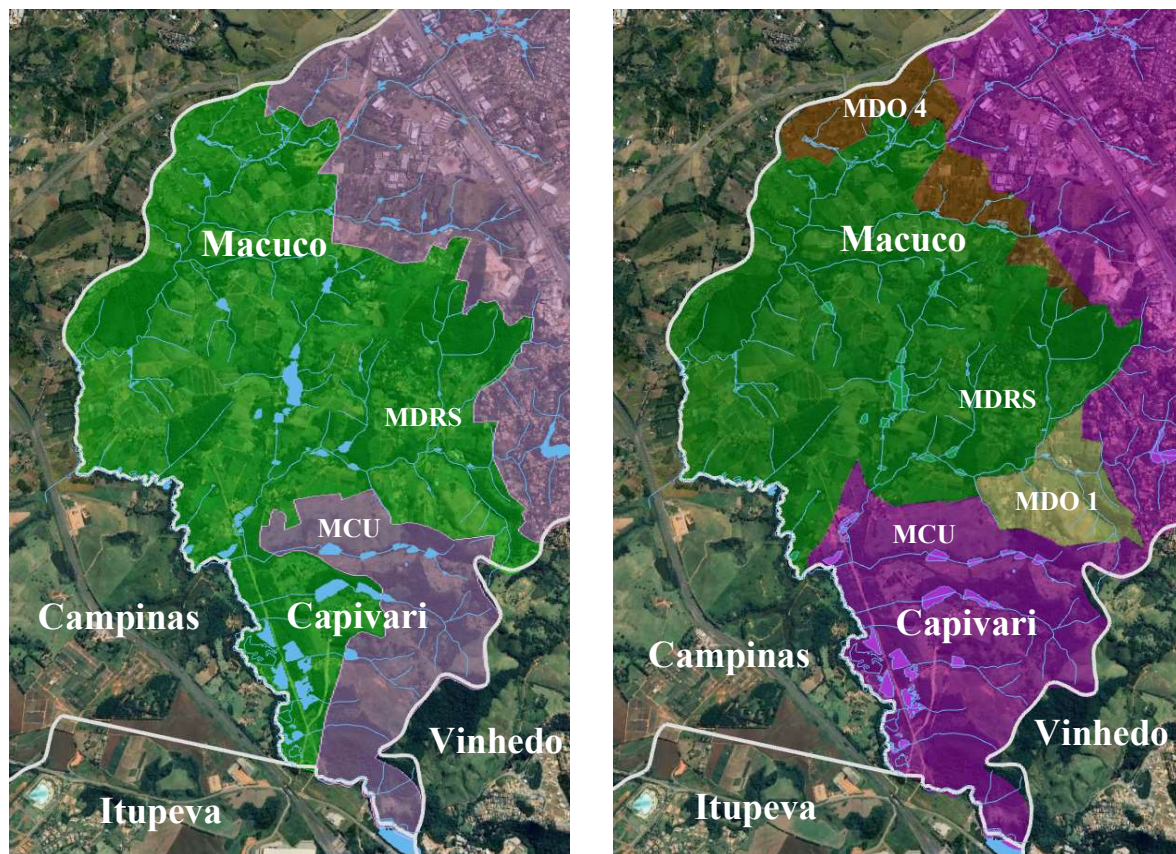 Macuco
MDRS
MCU
Capivari
Campinas
Vinhedo
Itupeva
MDO 4
Macuco
MDRS
MDO 1
MCU
Capivari
Campinas
Vinhedo
Itupeva